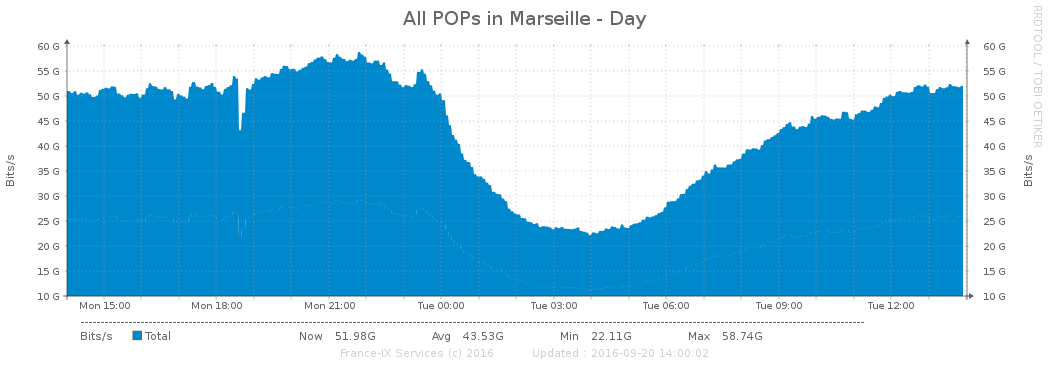 All POPs in Marseille - Day
RRDTOOL / TOBI OETIKER
Bits/s
60 G 60 G
55 G 55 G
50 G 50 G
45 G 45 G
40 G 40 G
35 G 35 G
30 G 30 G
25 G 25 G
20 G 20 G
15 G 15 G
10 G 10 G
Bits/s
Mon 15:00 Mon 18:00 Mon 21:00 Tue 00:00 Tue 03:00 Tue 06:00 Tue 09:00 Tue 12:00
Bits/s Total Now 51.98G Avg 43.53G Min 22.11G Max 58.74G
France-IX Services (c) 2016 Updated : 2016-09-20 14:00:02